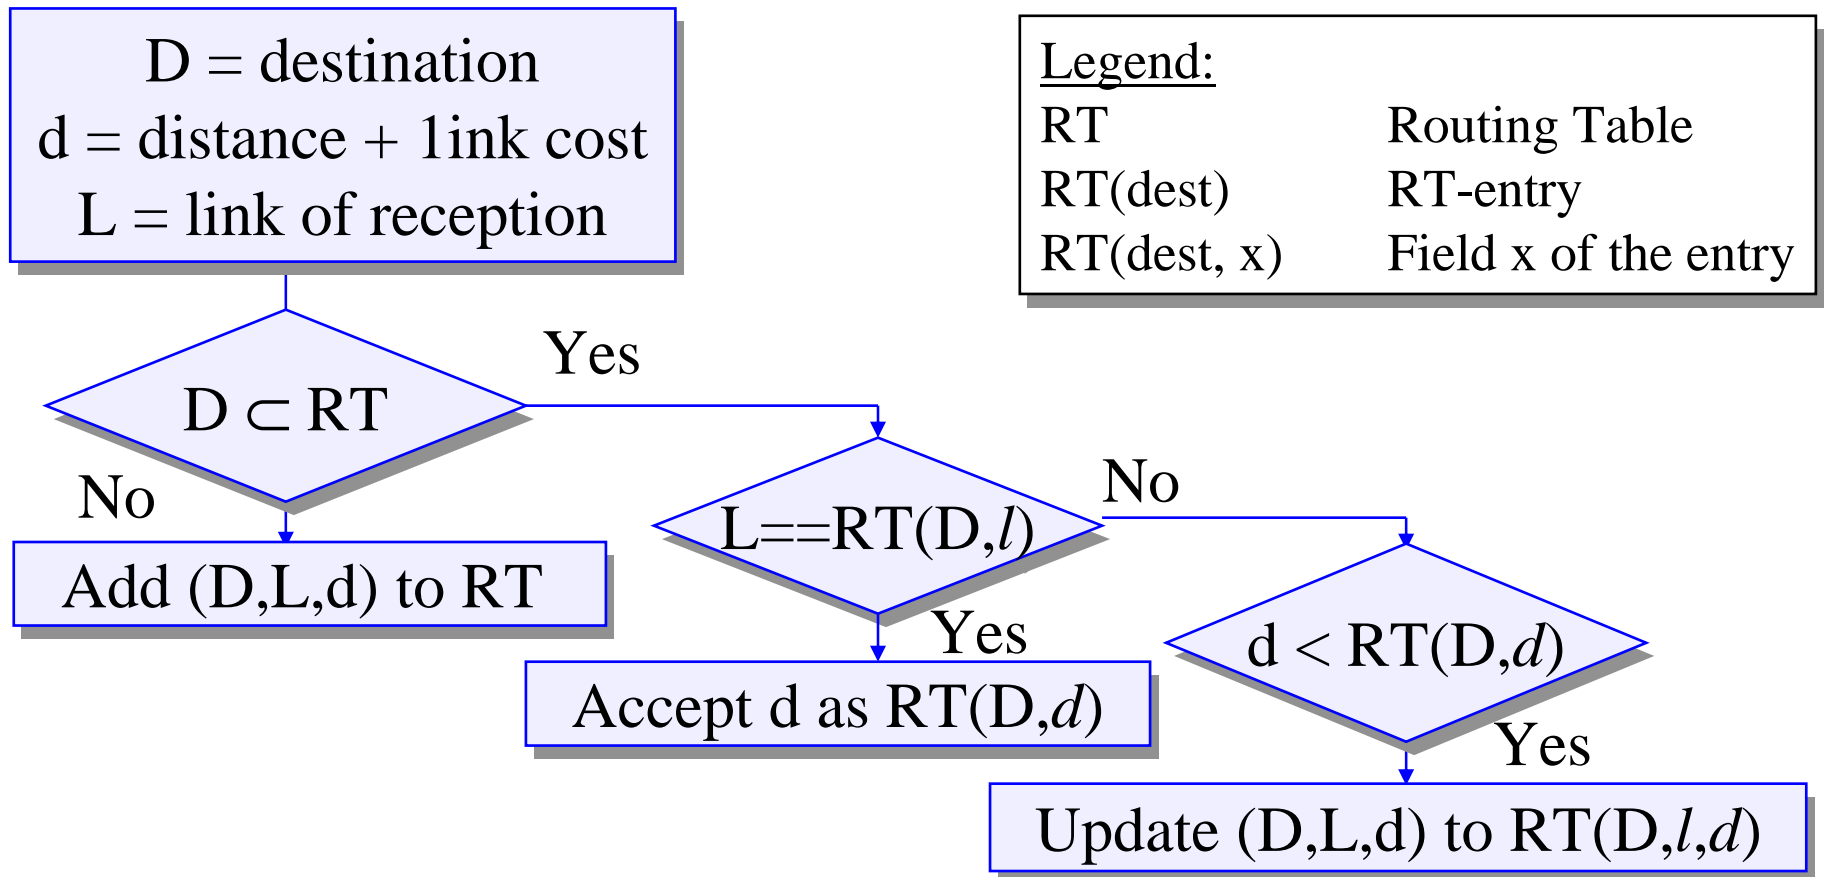 D = destination
d = distance + 1ink cost
L = link of reception
Legend:
RT Routing Table
RT(dest) RT-entry
RT(dest, x) Field x of the entry
D ⊂ RT
Yes
No
Add (D,L,d) to RT
L==RT(D,l)
No
Yes
Accept d as RT(D,d)
d < RT(D,d)
Yes
Update (D,L,d) to RT(D,l,d)